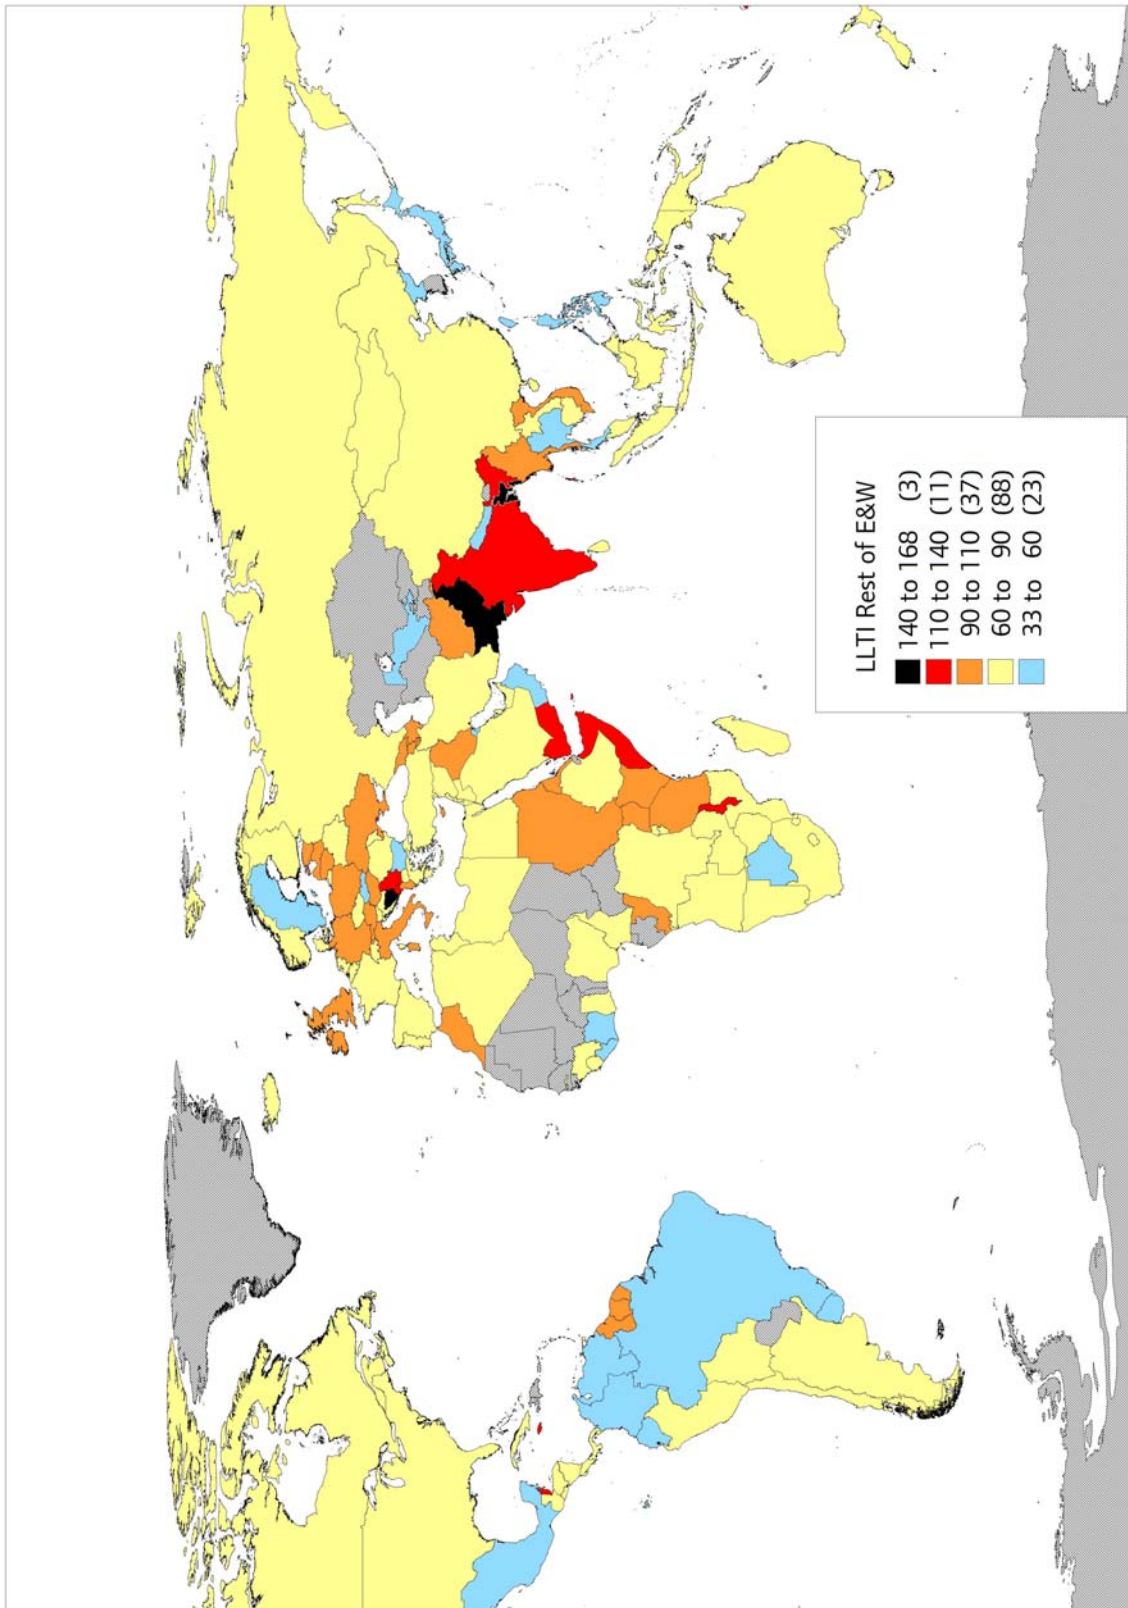 LLTI Rest of E&W
140 to 168 (3)
110 to 140 (11)
90 to 110 (37)
60 to 90 (88)
33 to 60 (23)